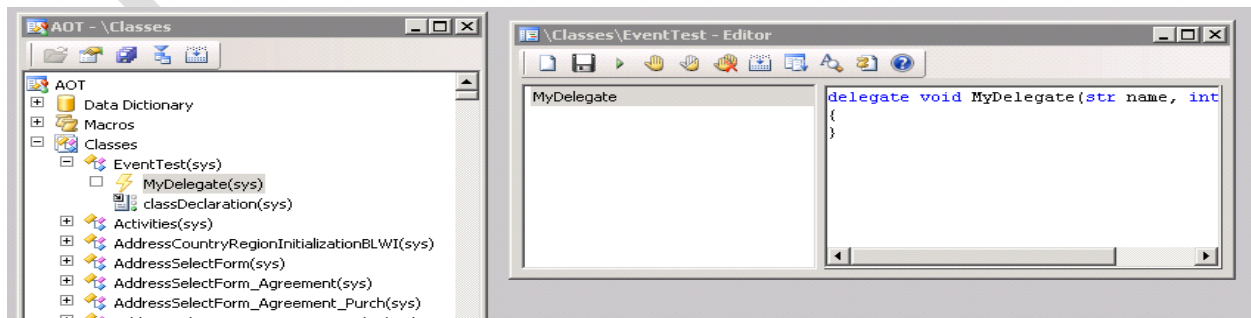 AOT - \Classes
AOT
Data Dictionary
Macros
Classes
EventTest(sys)
MyDelegate(sys)
classDeclaration(sys)
Activities(sys)
AddressCountryRegionInitializationBLWI(sys)
AddressSelectForm(sys)
AddressSelectForm_Agreement(sys)
AddressSelectForm_Agreement_Purch(sys)
\Classes\EventTest - Editor
MyDelegate
delegate void MyDelegate(str name, int
{
}